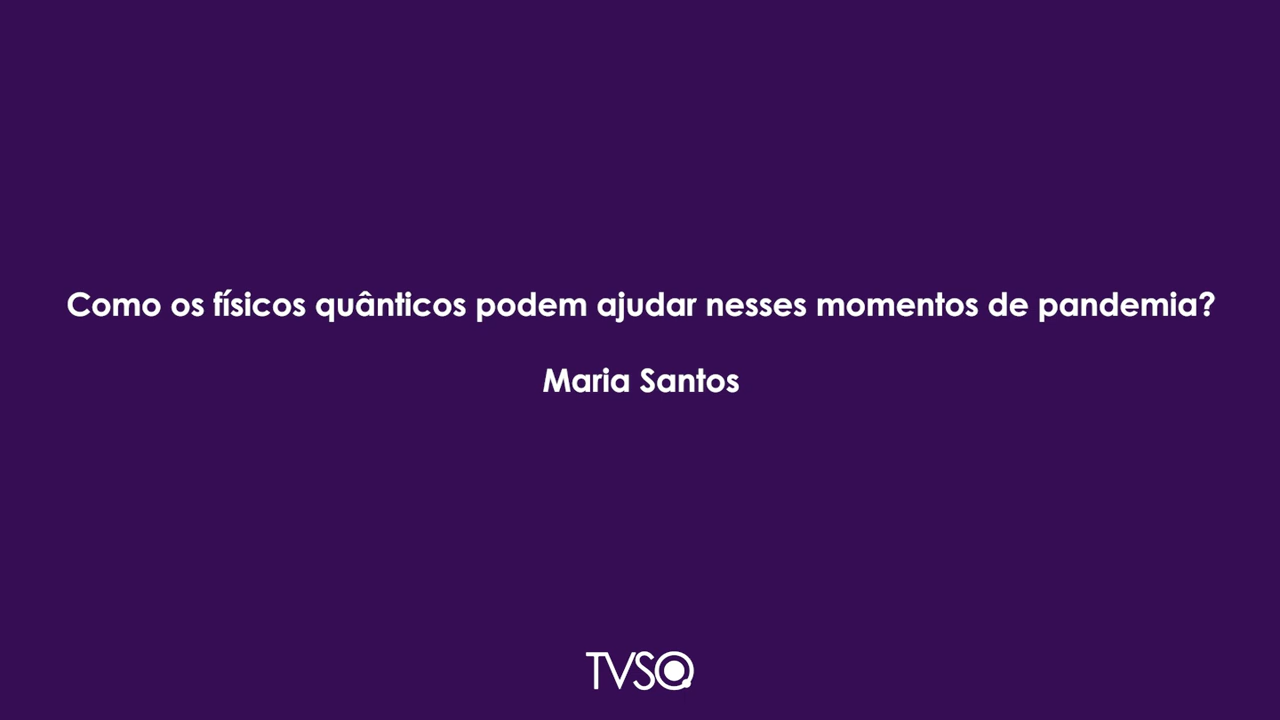 Como os físicos quânticos podem ajudar nesses momentos de pandemia?
Maria Santos
TVSQ